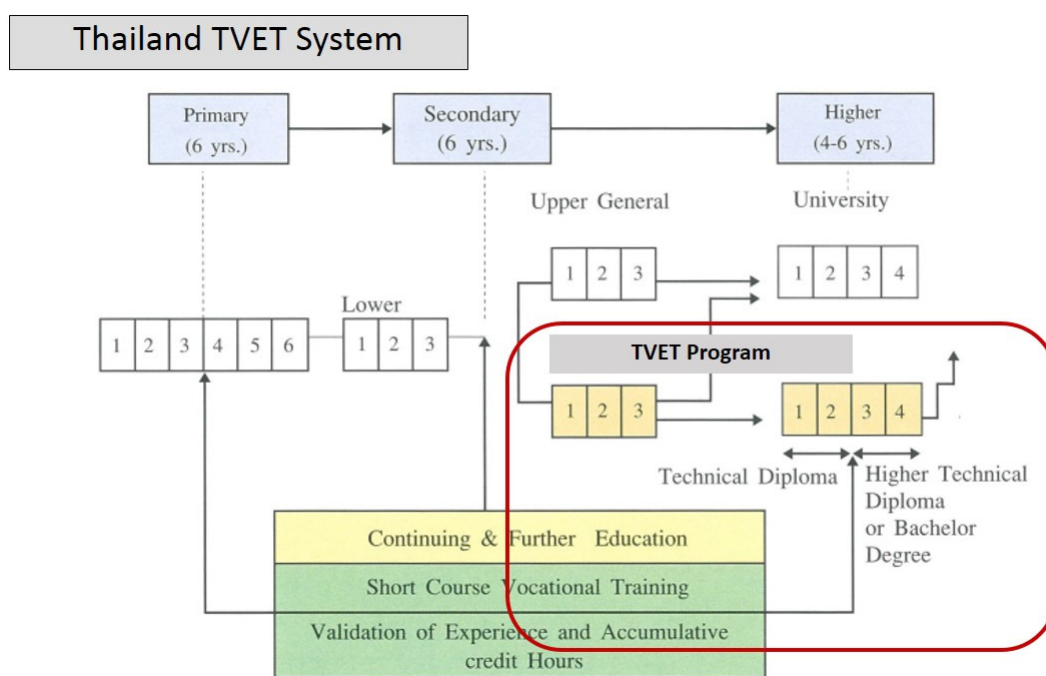 Thailand TVET System
Primary
(6 yrs.)
Secondary
(6 yrs.)
Higher
(4-6 yrs.)
Upper General
University
1 2 3
1 2 3 4
Lower
1 2 3 4 5 6
1 2 3
TVET Program
1 2 3
1 2 3 4
Technical Diploma
Higher Technical
Diploma
or Bachelor
Degree
Continuing & Further Education
Short Course Vocational Training
Validation of Experience and Accumulative
credit Hours